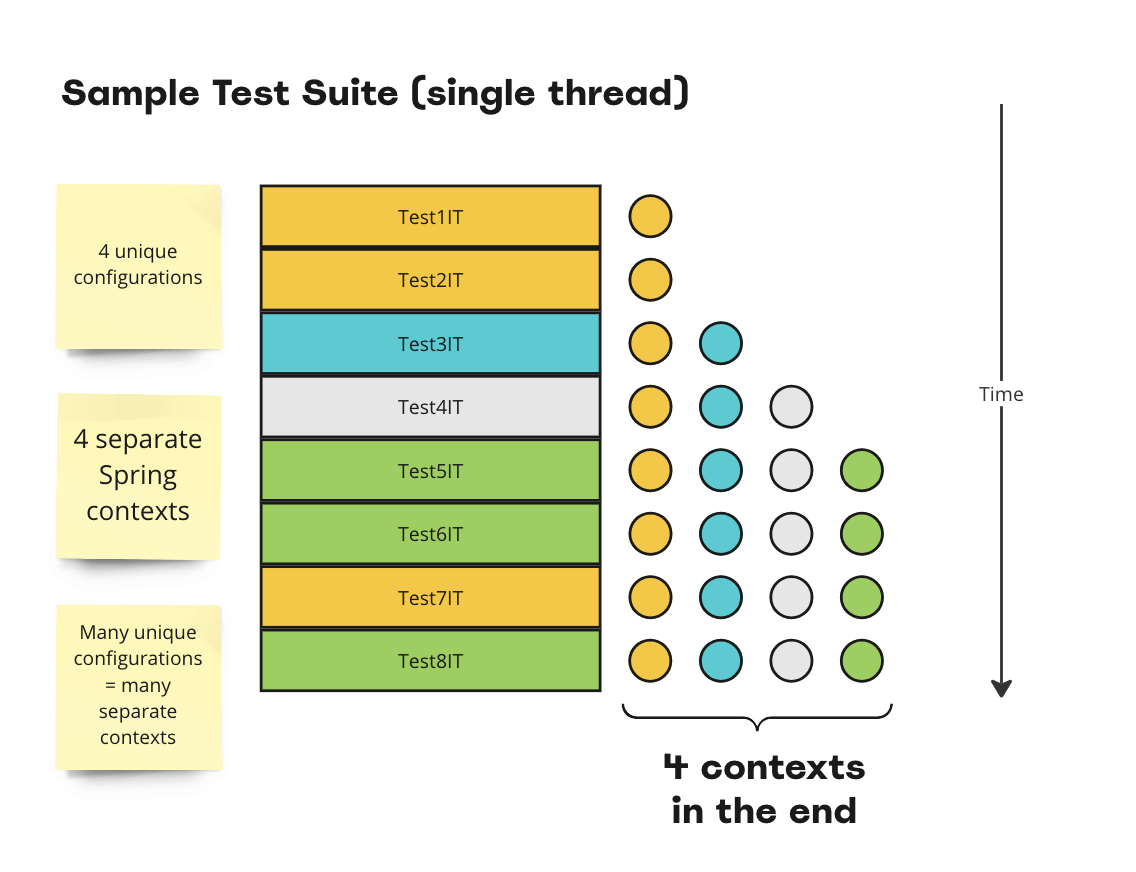 Sample Test Suite (single thread)
4 unique
configurations
4 separate
Spring
contexts
Many unique
configurations
= many
separate
contexts
Test1IT
Test2IT
Test3IT
Test4IT
Test5IT
Test6IT
Test7IT
Test8IT
Time
4 contexts
in the end